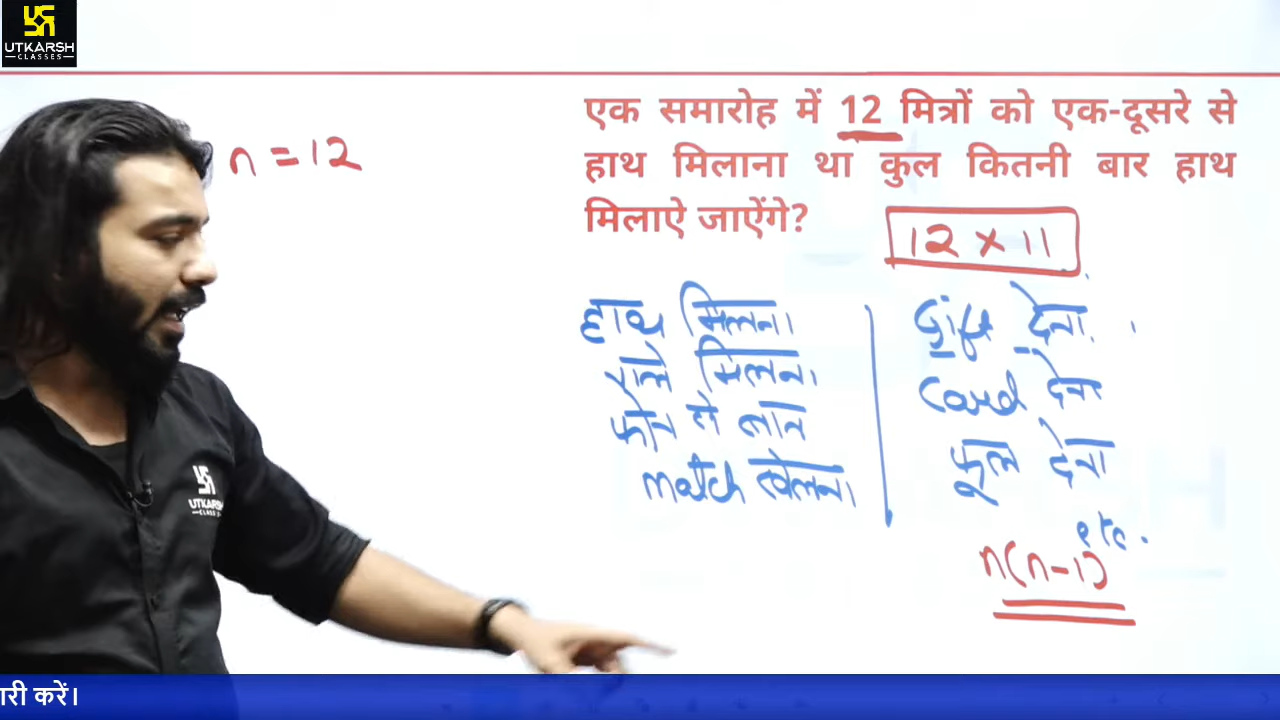 UTKARSH
CLASSES
एक समारोह में 12 मित्रों को एक-दूसरे से
हाथ मिलाना था कुल कितनी बार हाथ
मिलाऐ जाऐंगे?
n = 12
12 × 11
हाथ मिलना
गले मिलना
फोन
match खेलना
Gift देना
Card देना
फूल देना
etc.
n(n-1)
UTKARSH
CLASSES
ारी करें।